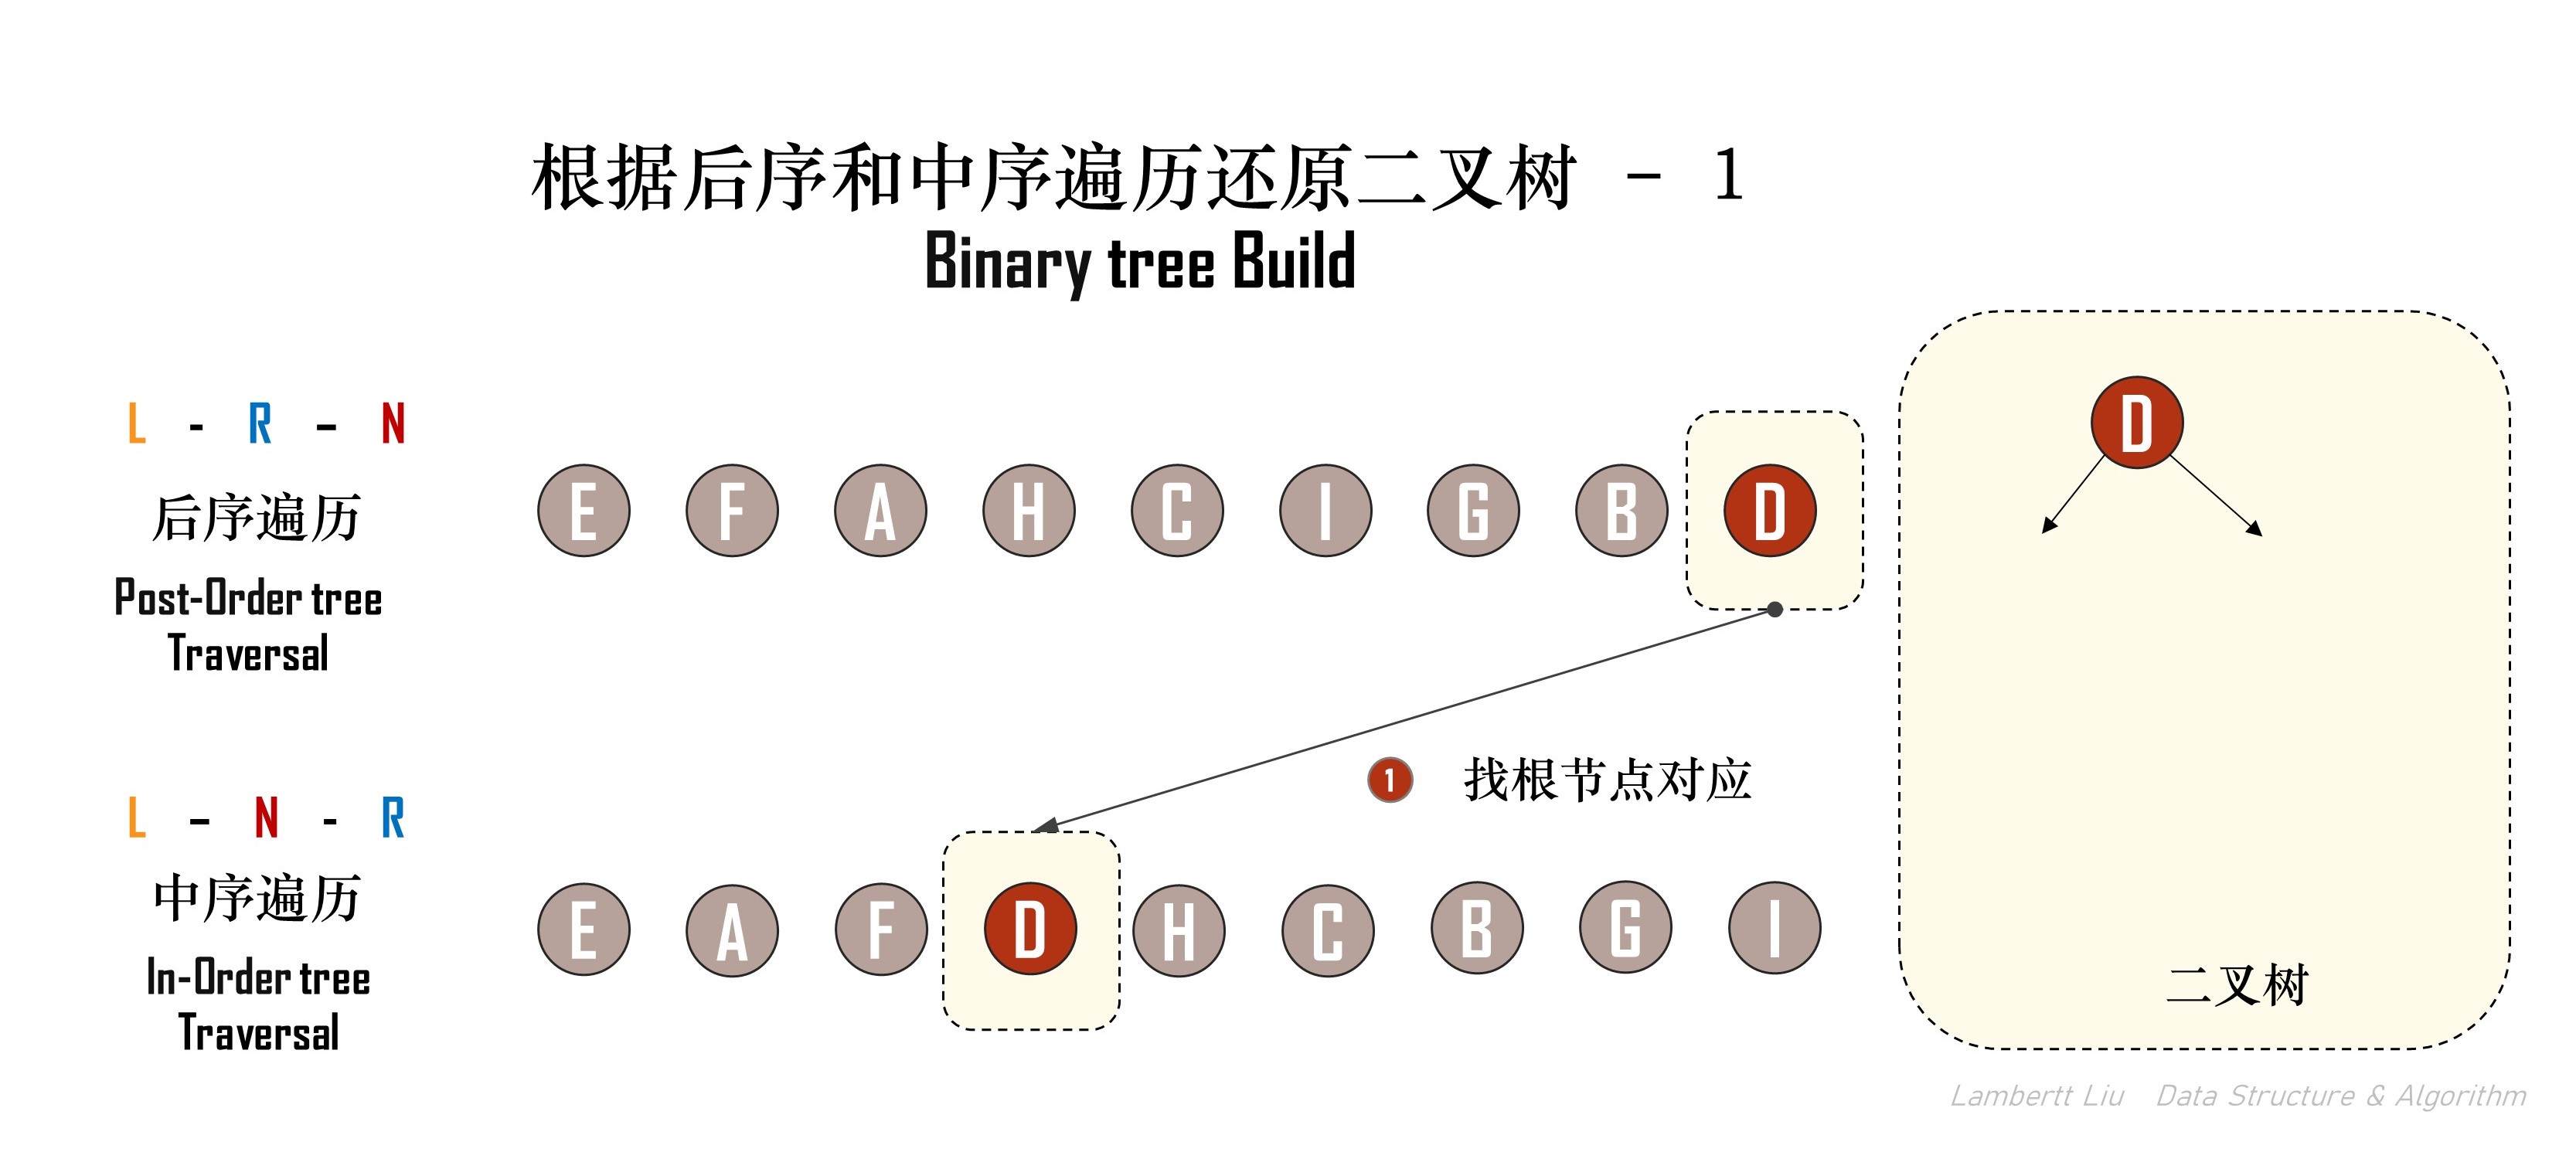 根据后序和中序遍历还原二叉树 - 1
Binary tree Build
L - R - N
后序遍历
Post-Order tree
Traversal
E F A H C I G B D
1 找根节点对应
L - N - R
中序遍历
In-Order tree
Traversal
E A F D H C B G I
D
二叉树
Lambertt Liu Data Structure & Algorithm